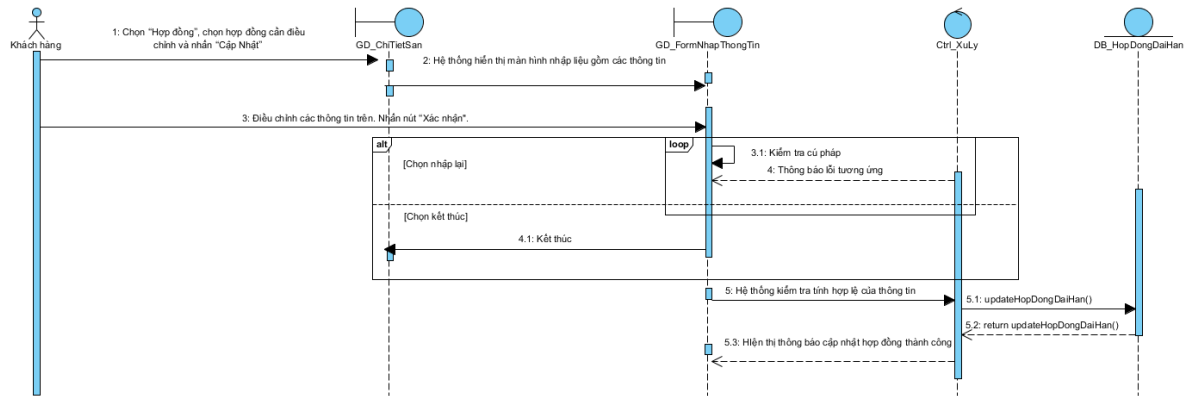 Khách hàng
GD_ChiTietSan
GD_FormNhapThongTin
Ctrl_XuLy
DB_HopDongDaiHan
1: Chọn "Hợp đồng", chọn hợp đồng cần điều
chỉnh và nhấn "Cập Nhật"
2: Hệ thống hiển thị màn hình nhập liệu gồm các thông tin
3: Điều chỉnh các thông tin trên. Nhấn nút "Xác nhận".
alt
loop
[Chọn nhập lại]
3.1: Kiểm tra cú pháp
4: Thông báo lỗi tương ứng
[Chọn kết thúc]
4.1: Kết thúc
5: Hệ thống kiểm tra tính hợp lệ của thông tin
5.1: updateHopDongDaiHan()
5.2: return updateHopDongDaiHan()
5.3: HIện thị thông báo cập nhật hợp đồng thành công